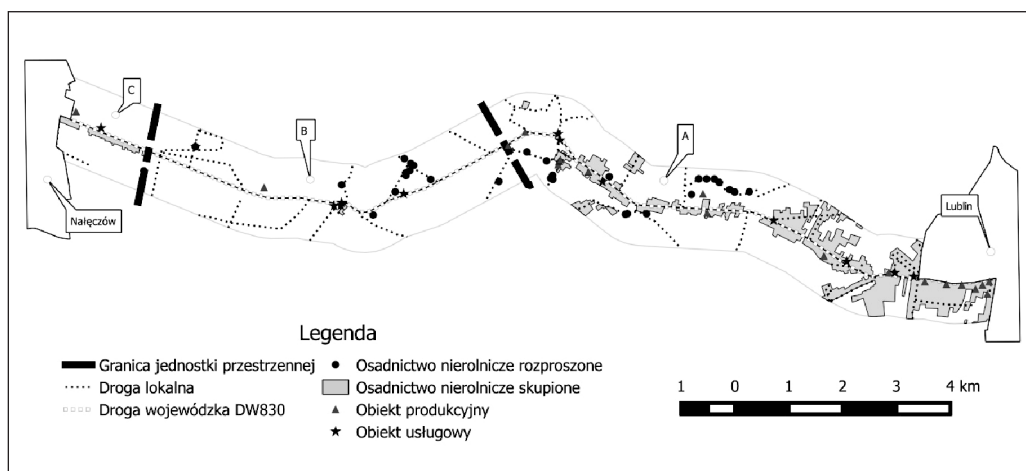 C
B
A
Nałęczów
Lublin
Legenda
Granica jednostki przestrzennej
Droga lokalna
Droga wojewódzka DW830
Osadnictwo nierolnicze rozproszone
Osadnictwo nierolnicze skupione
Obiekt produkcyjny
Obiekt usługowy
1 0 1 2 3 4 km